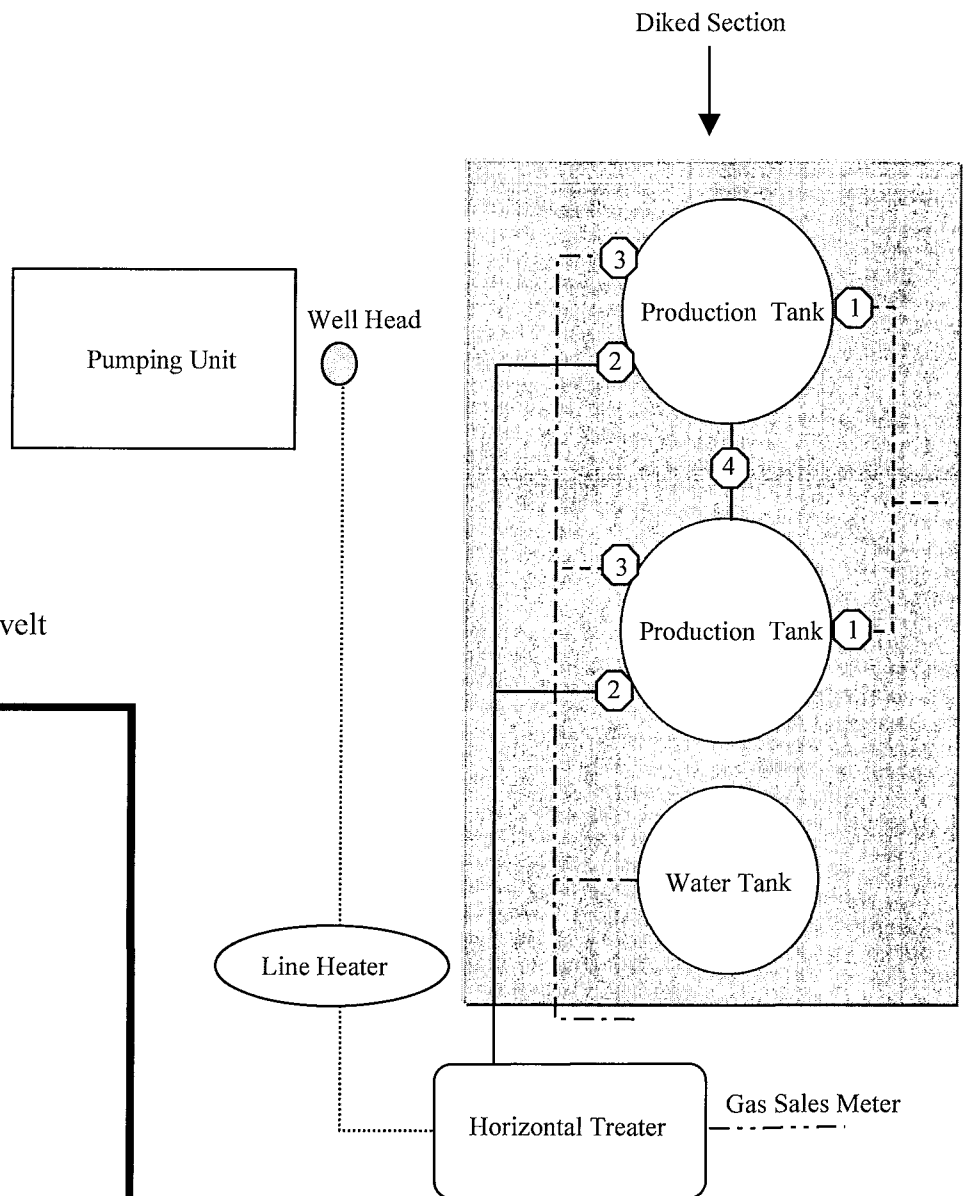 Diked Section
3
Production Tank
1
Well Head
Pumping Unit
2
4
3
Production Tank
1
velt
2
Water Tank
Line Heater
Gas Sales Meter
Horizontal Treater